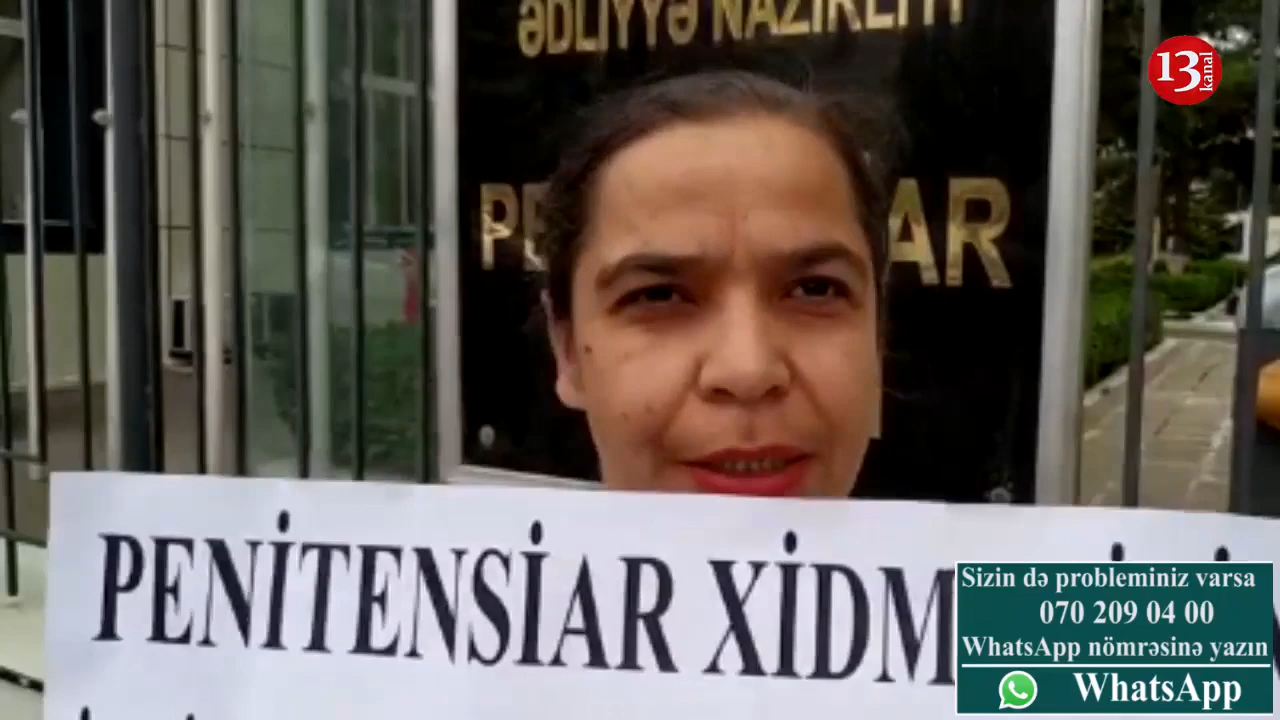 ƏDLİYYƏ NAZİRLİYİ
13 kanal
PENİTENSİAR XİDM
Sizin də probleminiz varsa
070 209 04 00
WhatsApp nömrəsinə yazın
WhatsApp